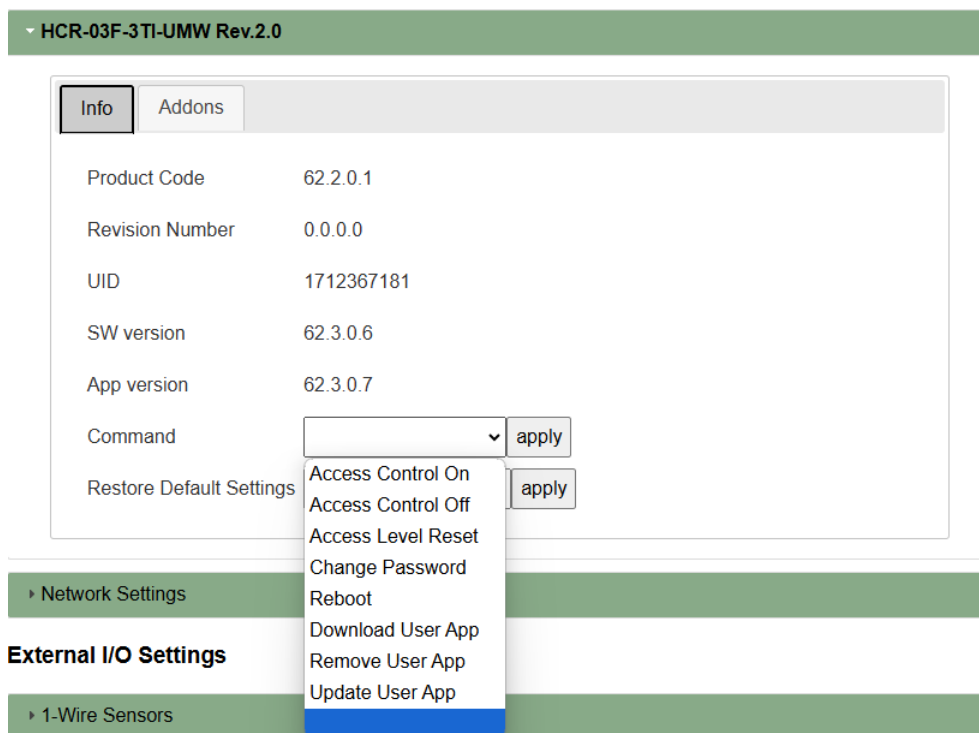 HCR-03F-3TI-UMW Rev.2.0
Info Addons
Product Code 62.2.0.1
Revision Number 0.0.0.0
UID 1712367181
SW version 62.3.0.6
App version 62.3.0.7
Command apply
Access Control On
Restore Default Settings apply
Access Control Off
Access Level Reset
Change Password
Reboot
Download User App
Remove User App
Update User App
Network Settings
External I/O Settings
1-Wire Sensors